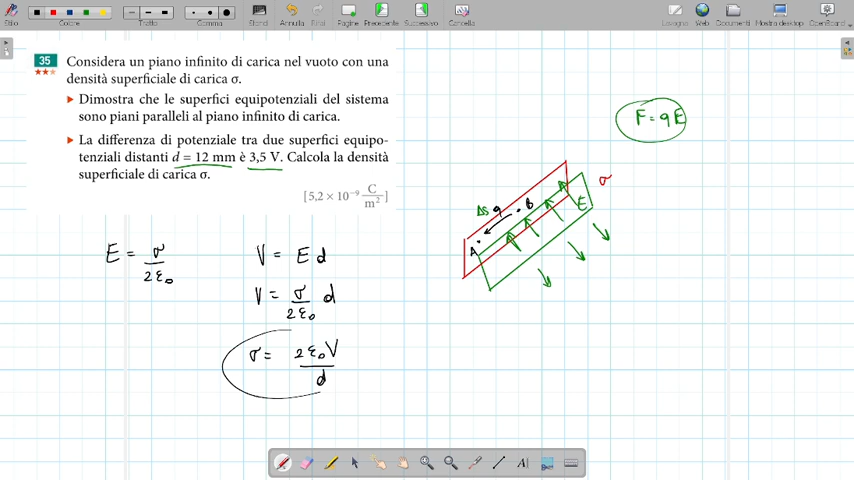 Stilo
Colore
Tratto
Gomma
Sfondi
Annulla
Rifai
Pagine
Precedente
Successivo
Cancella
Lavagna
Web
Documenti
Mostra desktop
OpenBoard
35 Considera un piano infinito di carica nel vuoto con una
★★★ densità superficiale di carica σ.
▶ Dimostra che le superfici equipotenziali del sistema
sono piani paralleli al piano infinito di carica.
▶ La differenza di potenziale tra due superfici equipo-
tenziali distanti d = 12 mm è 3,5 V. Calcola la densità
superficiale di carica σ.
[5,2 × 10⁻⁹ C/m²]
F = qE
σ
Δs q B
E
A
E = σ/2ε₀
V = E d
V = σ/2ε₀ d
σ = 2ε₀V/d